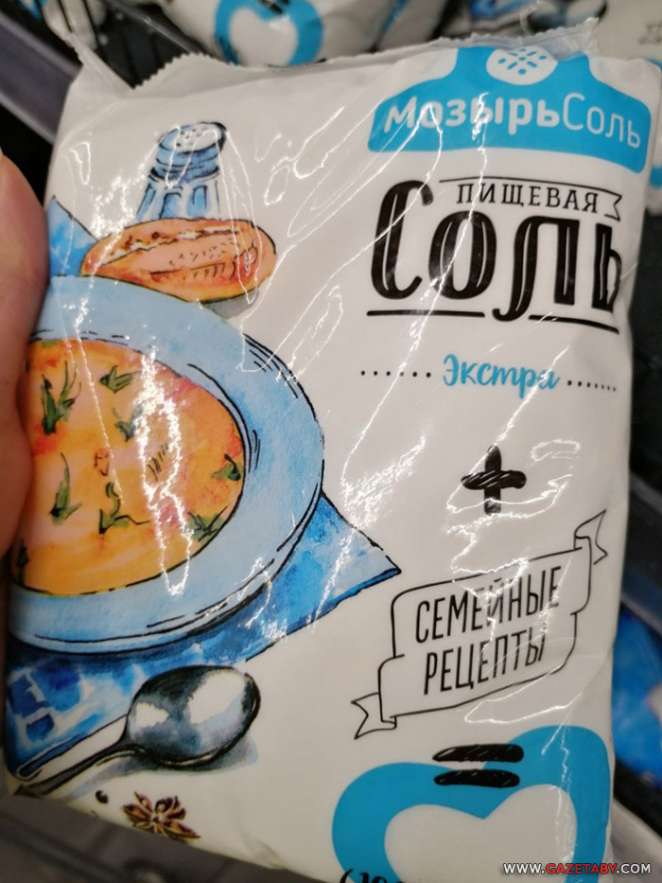 МозырьСоль
ПИЩЕВАЯ
Соль
Экстра
+
СЕМЕЙНЫЕ
РЕЦЕПТЫ
=
WWW.GAZETABY.COM